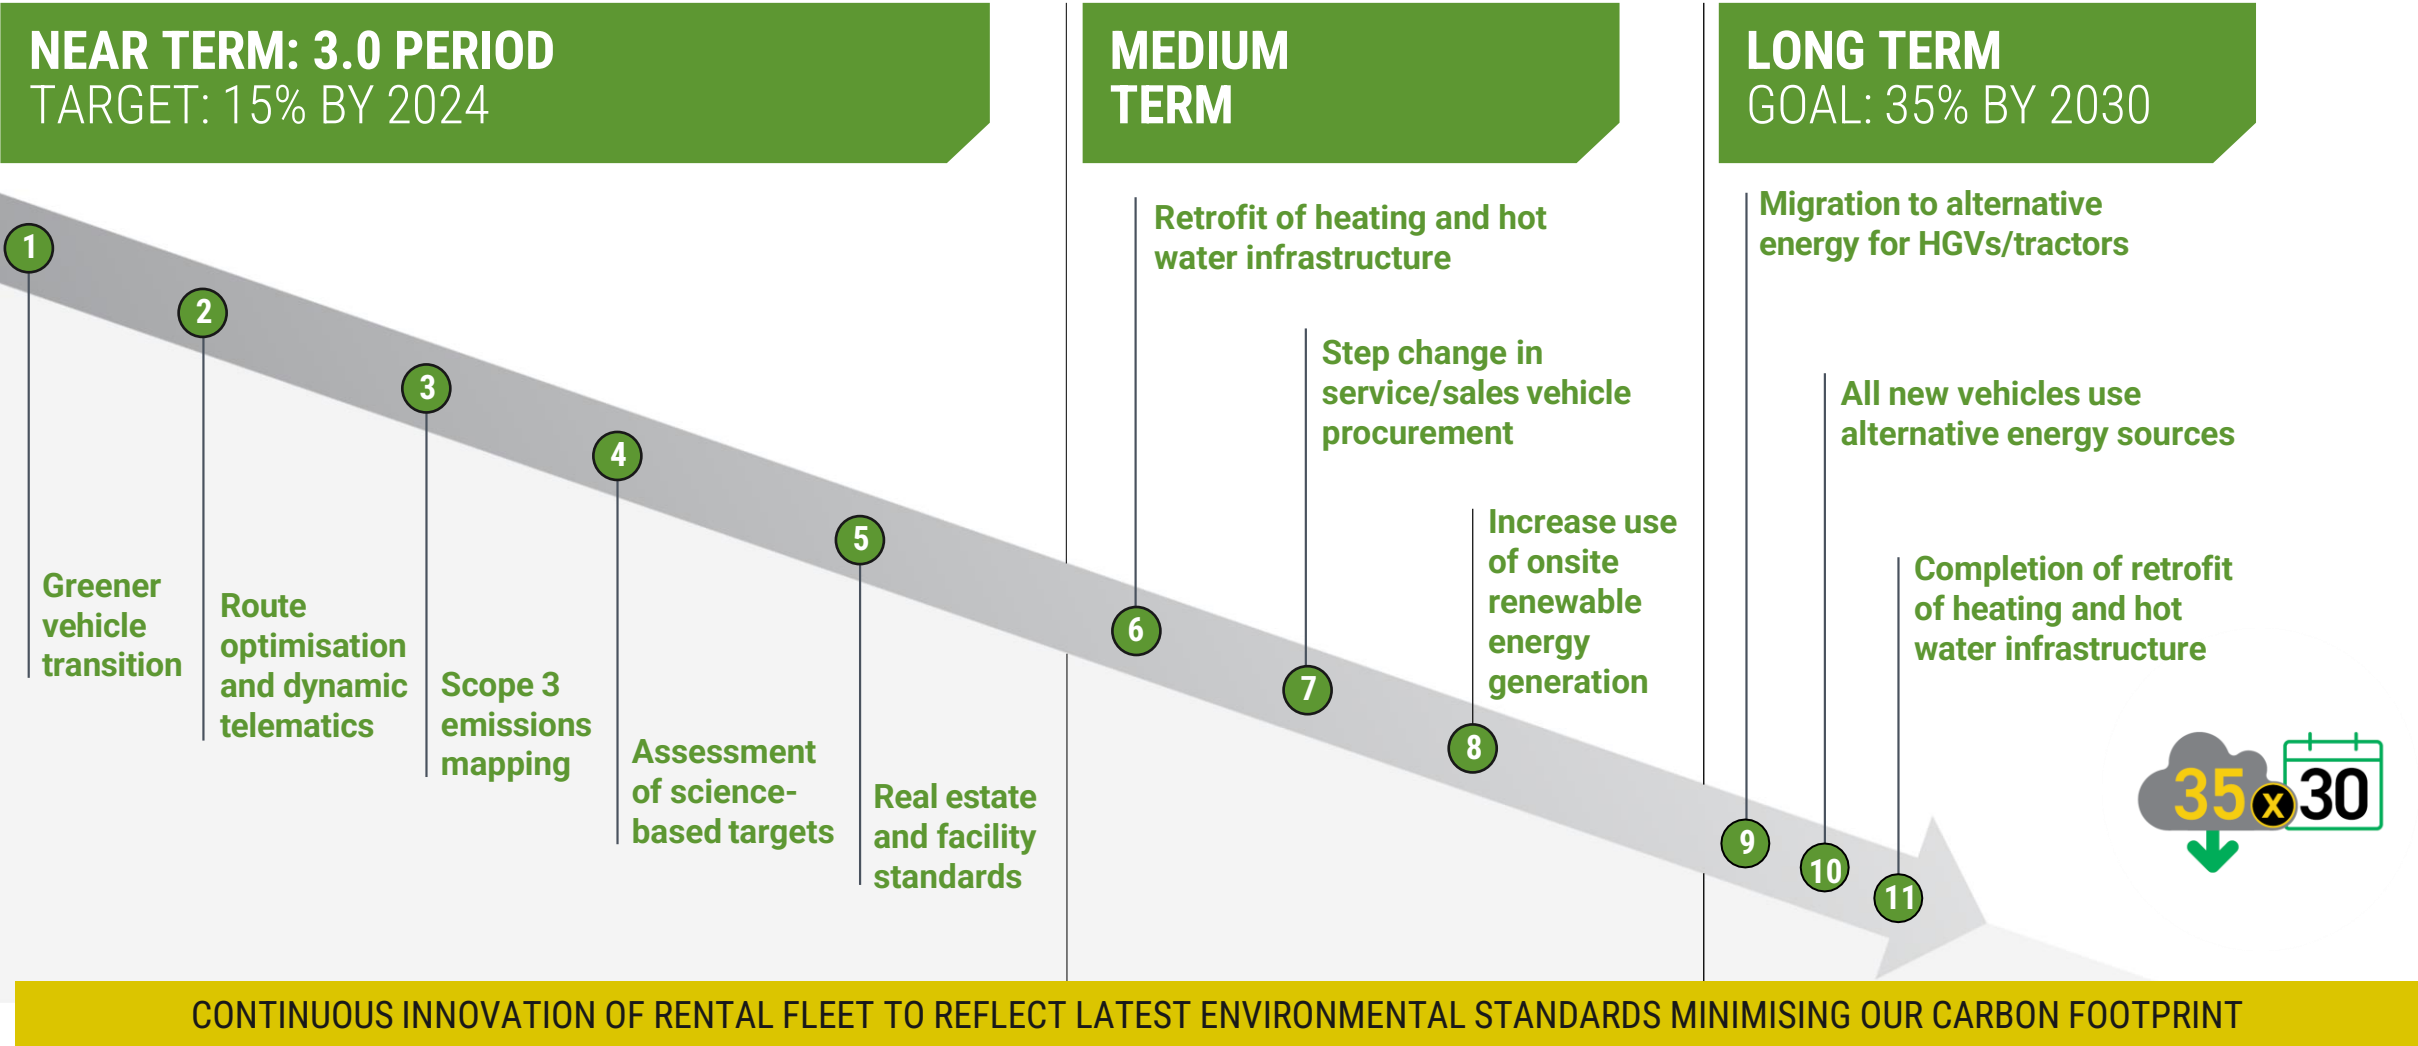 NEAR TERM: 3.0 PERIOD
TARGET: 15% BY 2024
MEDIUM
TERM
LONG TERM
GOAL: 35% BY 2030
1
Greener
vehicle
transition
2
Route
optimisation
and dynamic
telematics
3
Scope 3
emissions
mapping
4
Assessment
of science-
based targets
5
Real estate
and facility
standards
Retrofit of heating and hot
water infrastructure
6
Step change in
service/sales vehicle
procurement
7
Increase use
of onsite
renewable
energy
generation
8
Migration to alternative
energy for HGVs/tractors
9
All new vehicles use
alternative energy sources
10
Completion of retrofit
of heating and hot
water infrastructure
11
35 X 30
CONTINUOUS INNOVATION OF RENTAL FLEET TO REFLECT LATEST ENVIRONMENTAL STANDARDS MINIMISING OUR CARBON FOOTPRINT